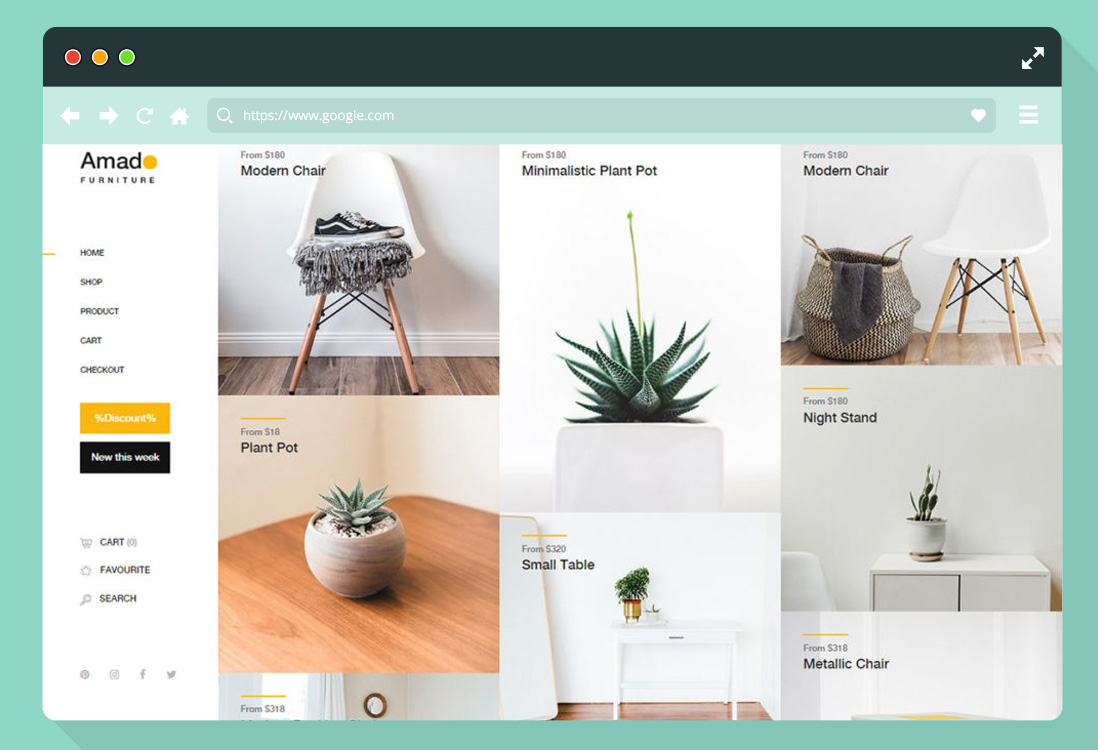 https://www.google.com
Amado
FURNITURE
HOME
SHOP
PRODUCT
CART
CHECKOUT
%Discount%
New this week
CART (0)
FAVOURITE
SEARCH
From $180
Modern Chair
From $18
Plant Pot
From $318
From $180
Minimalistic Plant Pot
From $320
Small Table
From $180
Modern Chair
From $180
Night Stand
From $318
Metallic Chair